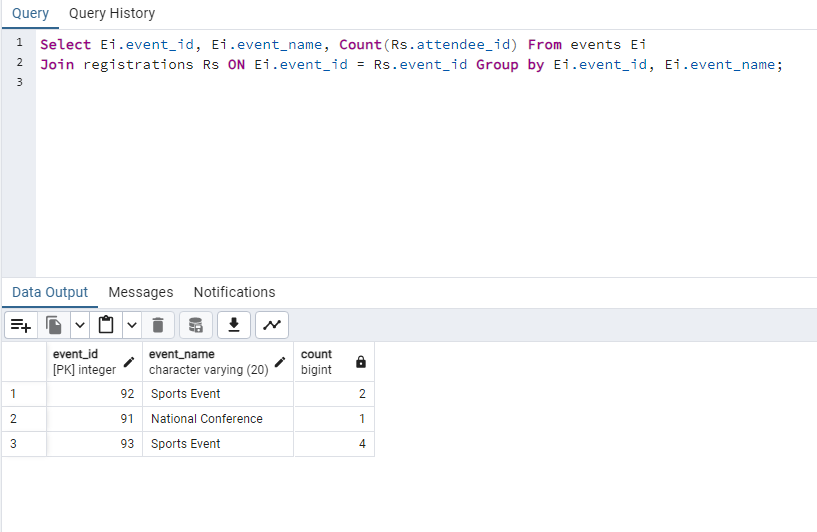 Query Query History
1 Select Ei.event_id, Ei.event_name, Count(Rs.attendee_id) From events Ei
2 Join registrations Rs ON Ei.event_id = Rs.event_id Group by Ei.event_id, Ei.event_name;
3
Data Output Messages Notifications
event_id event_name count
[PK] integer character varying (20) bigint
1 92 Sports Event 2
2 91 National Conference 1
3 93 Sports Event 4